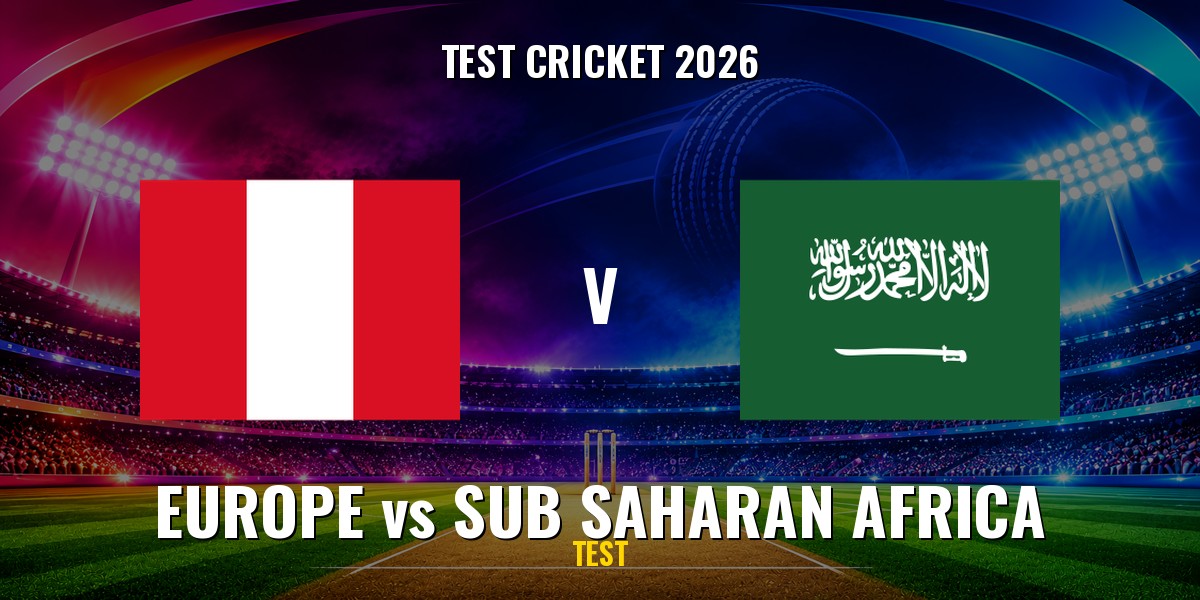 TEST CRICKET 2026
لا إله إلا الله محمد رسول الله
V
EUROPE vs SUB SAHARAN AFRICA
TEST